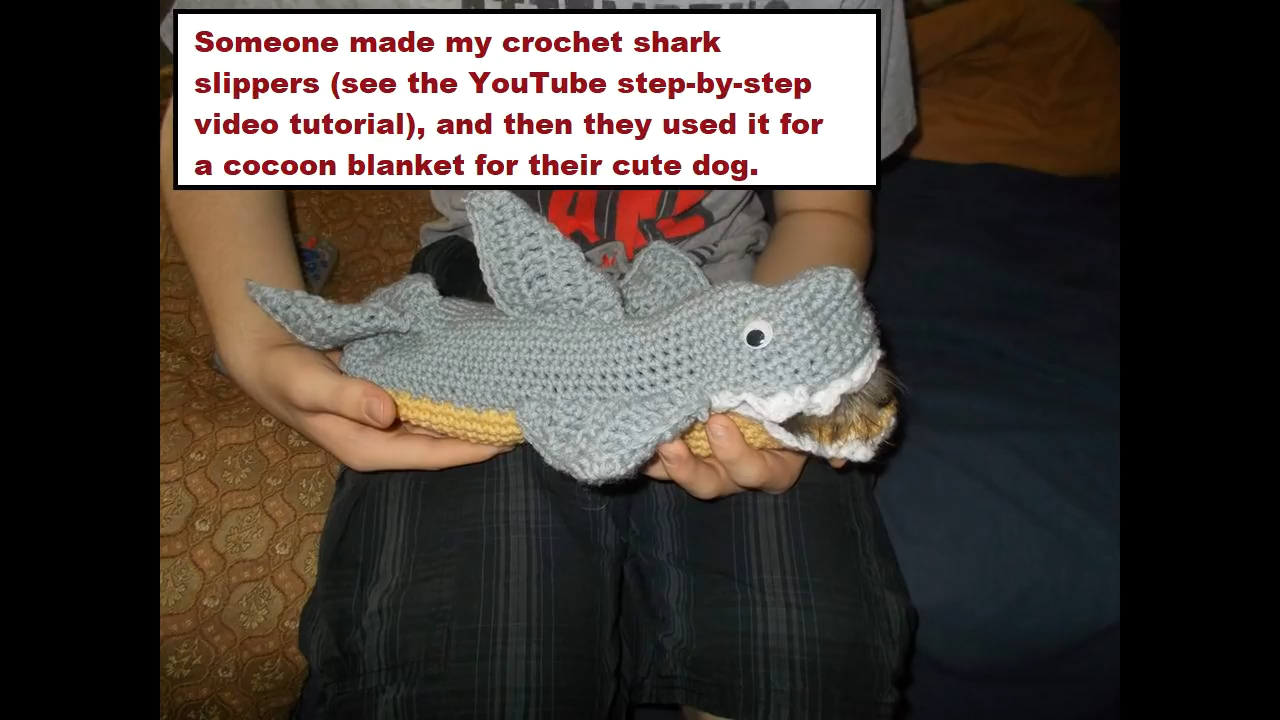 Someone made my crochet shark
slippers (see the YouTube step-by-step
video tutorial), and then they used it for
a cocoon blanket for their cute dog.